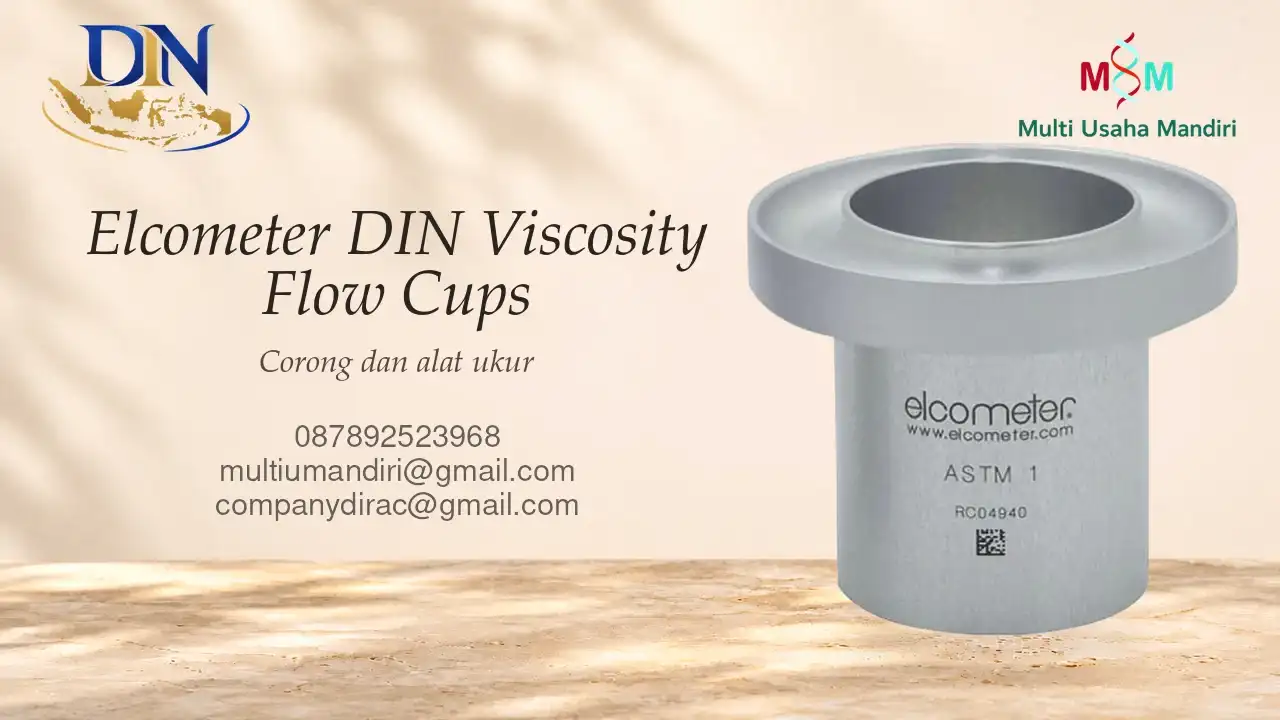 DIN
MSM
Multi Usaha Mandiri
Elcometer DIN Viscosity
Flow Cups
Corong dan alat ukur
087892523968
multiumandiri@gmail.com
companydirac@gmail.com
elcometer®
www.elcometer.com
ASTM 1
RC04940